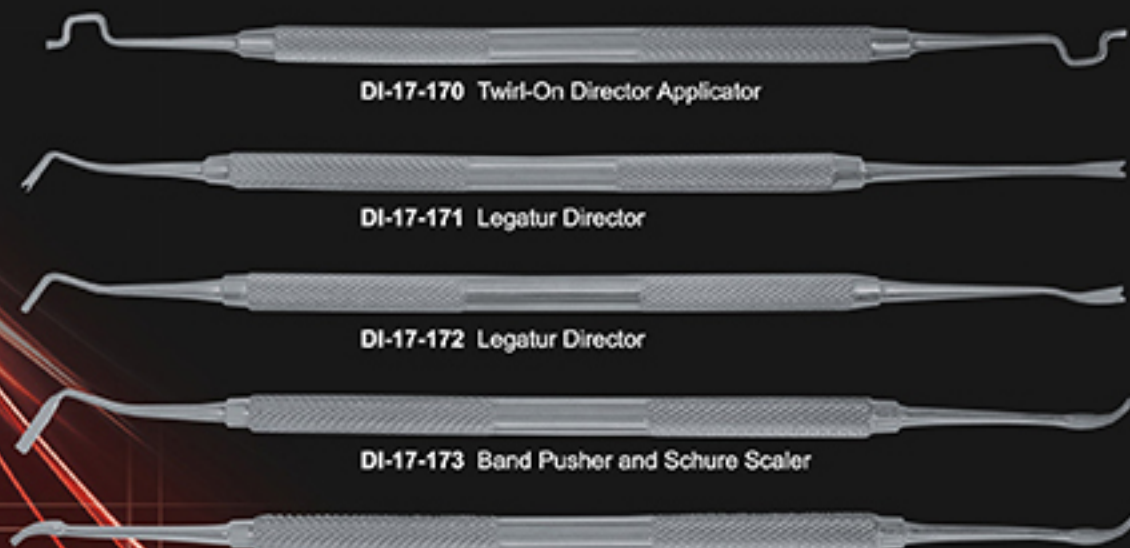 DI-17-170 Twirl-On Director Applicator
DI-17-171 Legatur Director
DI-17-172 Legatur Director
DI-17-173 Band Pusher and Schure Scaler